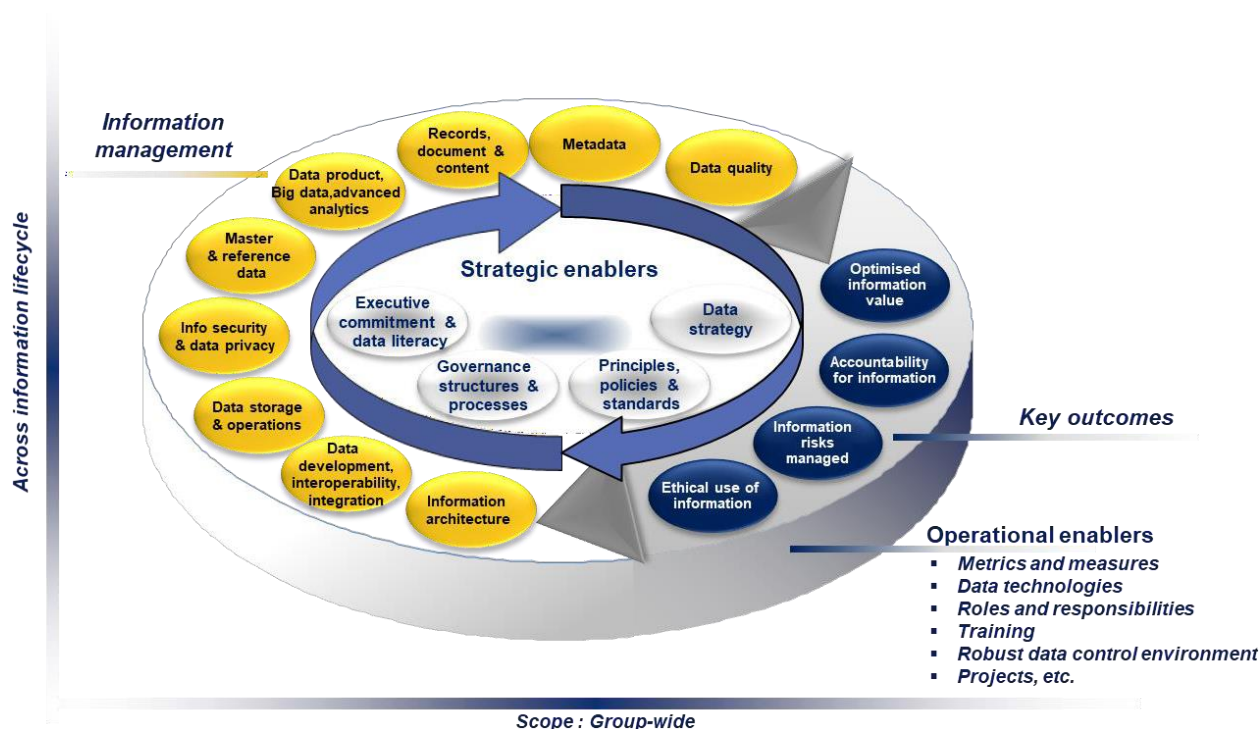 Information
management
Records,
document &
content
Metadata
Data quality
Data product,
Big data,advanced
analytics
Master
& reference
data
Info security
& data privacy
Data storage
& operations
Data
development,
interoperability,
integration
Information
architecture
Strategic enablers
Executive
commitment &
data literacy
Data
strategy
Governance
structures &
processes
Principles,
policies &
standards
Optimised
information
value
Accountability
for information
Information
risks
managed
Ethical use of
information
Key outcomes
Operational enablers
▪ Metrics and measures
▪ Data technologies
▪ Roles and responsibilities
▪ Training
▪ Robust data control environment
▪ Projects, etc.
Across information lifecycle
Scope : Group-wide